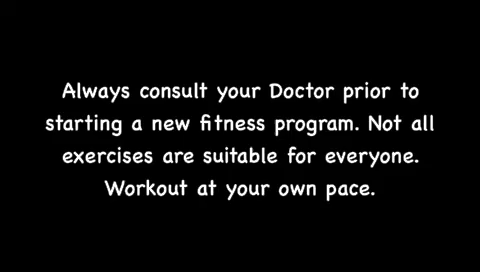 Always consult your Doctor prior to
starting a new fitness program. Not all
exercises are suitable for everyone.
Workout at your own pace.